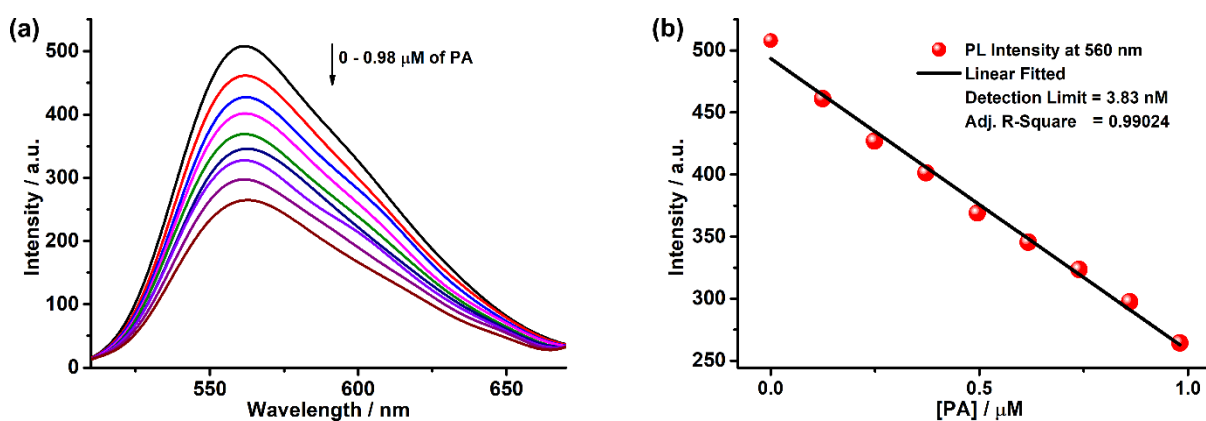 (a)
0 - 0.98 μM of PA
Intensity / a.u.
500
400
300
200
100
0
550
600
650
Wavelength / nm
(b)
PL Intensity at 560 nm
Linear Fitted
Detection Limit = 3.83 nM
Adj. R-Square = 0.99024
Intensity / a.u.
500
450
400
350
300
250
0.0
0.5
1.0
[PA] / μM